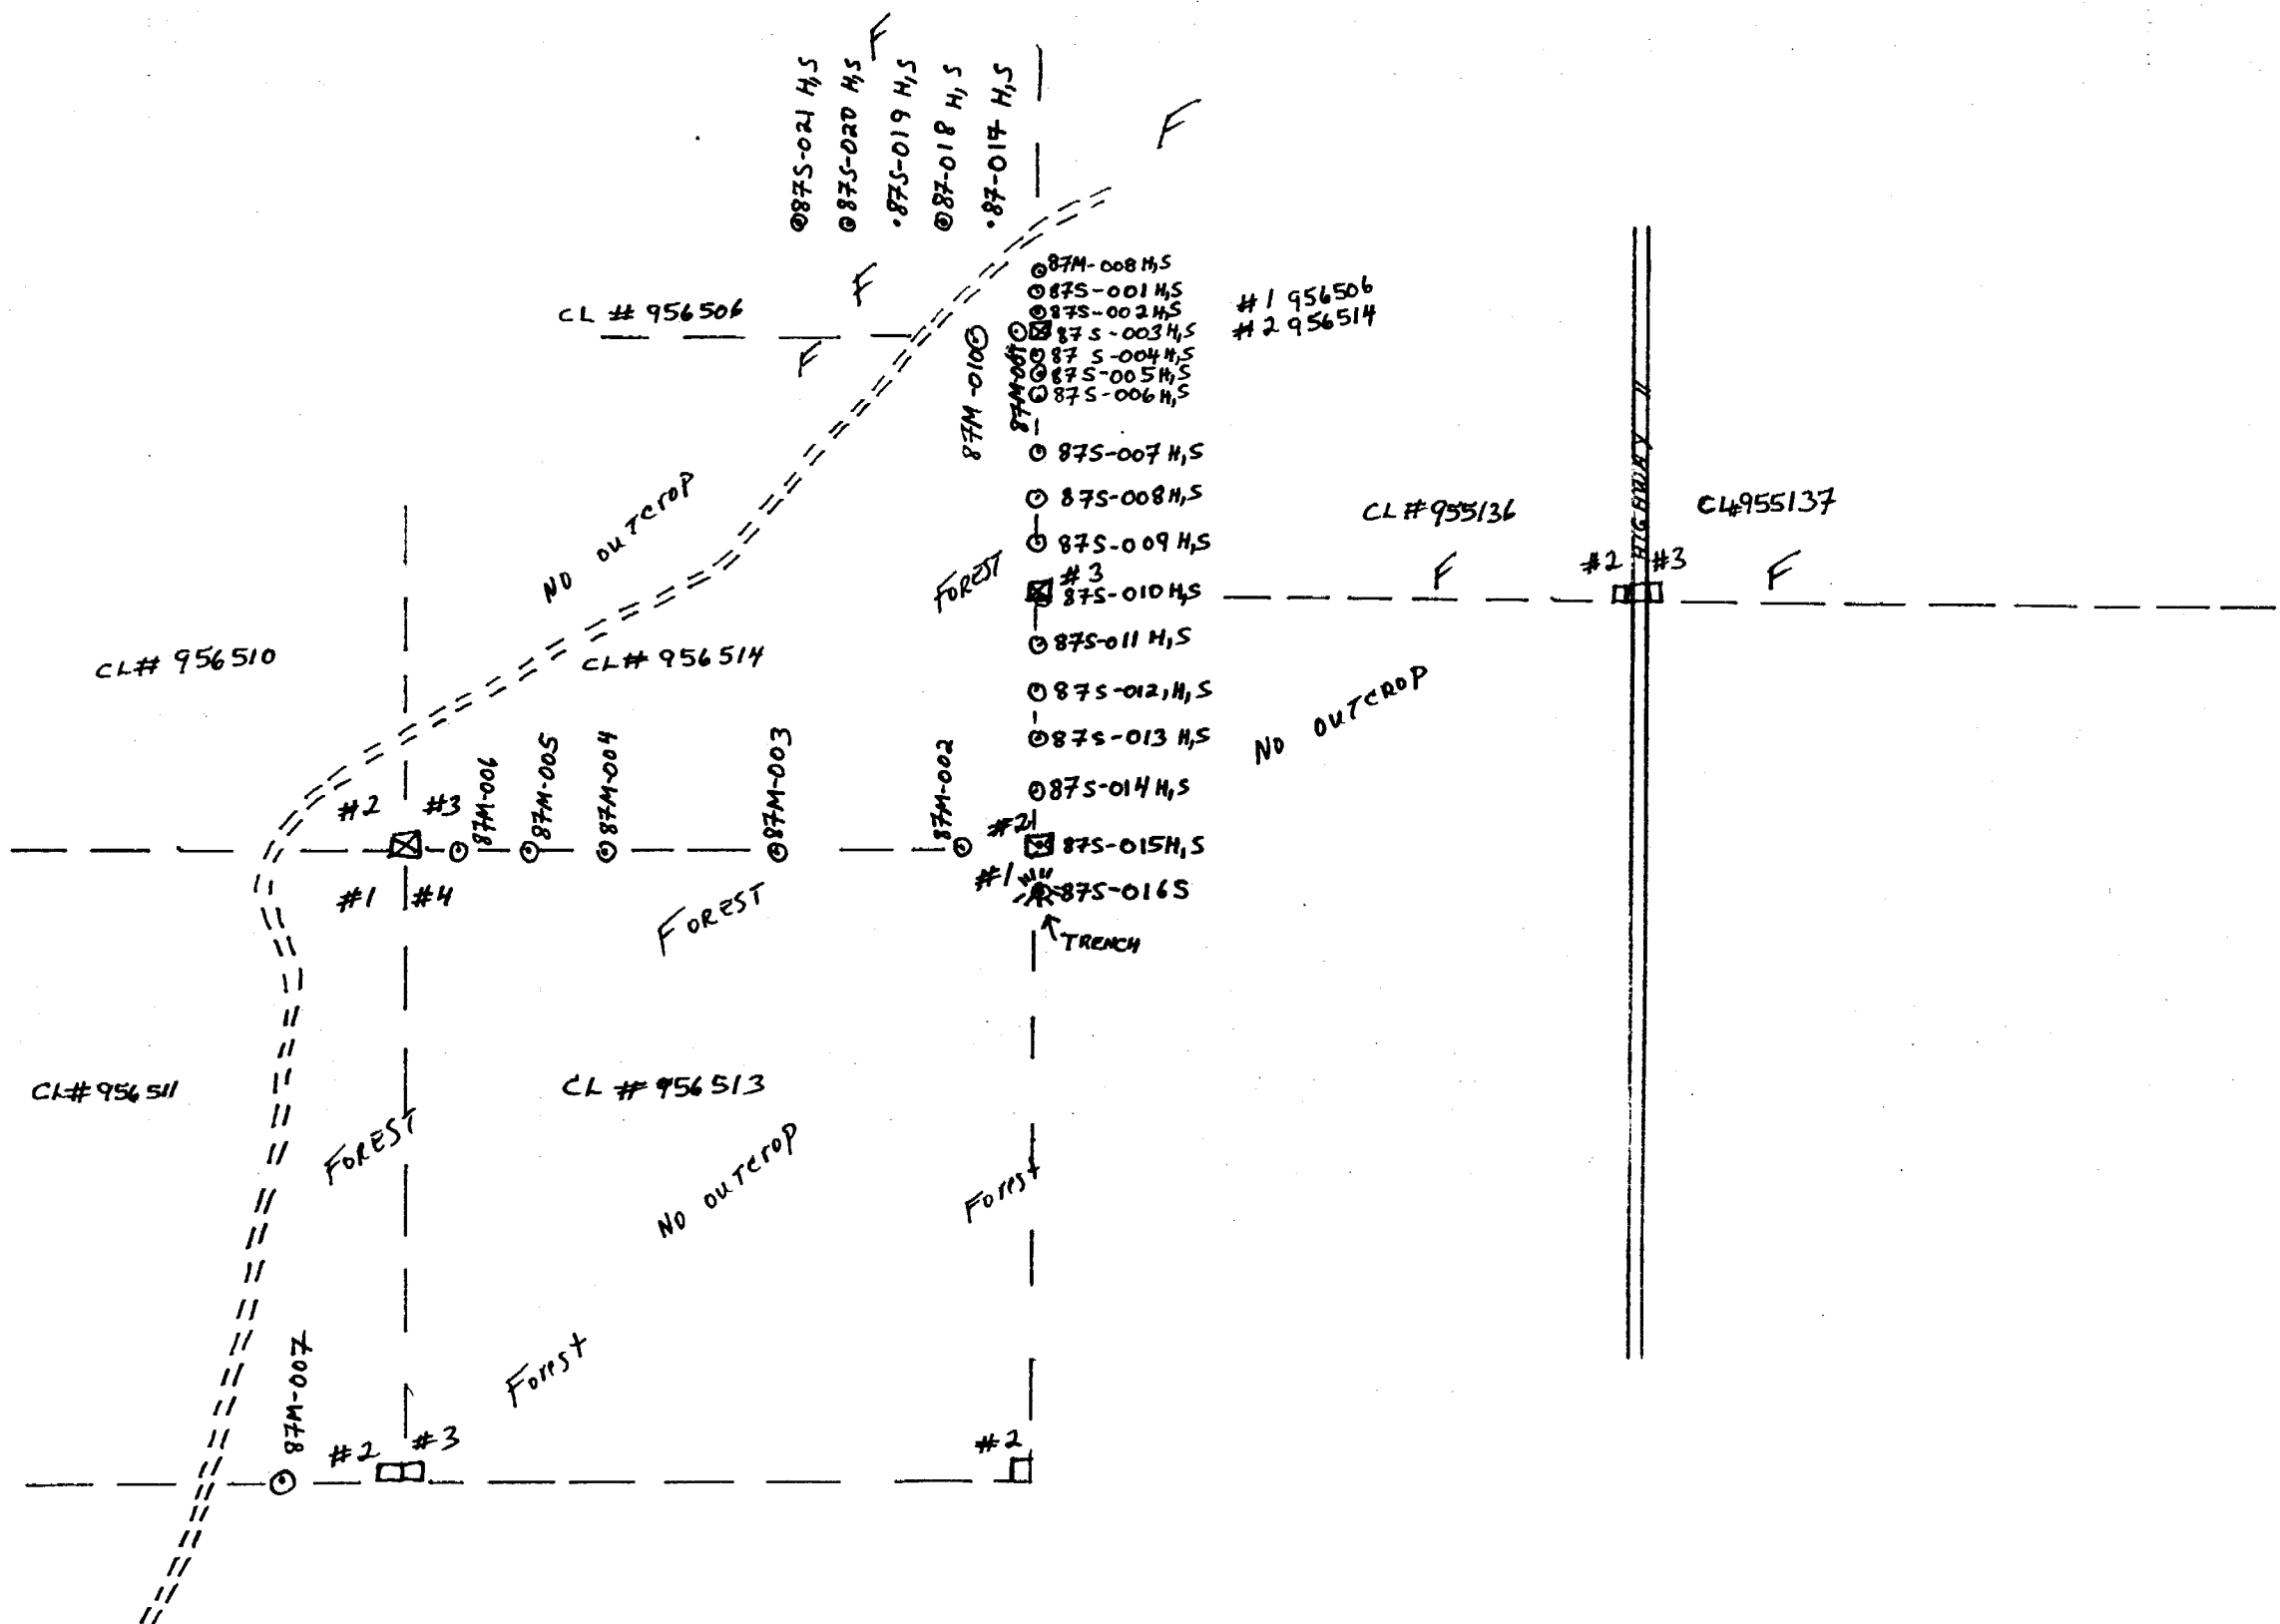 F
87S-021 H,S
87S-020 H,S
87S-019 H,S
87-018 H,S
87-017 H,S
F
87M-008 H,S
87S-001 H,S
87S-002 H,S
87S-003 H,S
87S-004 H,S
87S-005 H,S
87S-006 H,S
#1 956506
#2 956514
F
CL # 956506
F
87M-010
87S-007 H,S
87S-008 H,S
87S-009 H,S
#3
87S-010 H,S
87S-011 H,S
87S-012, H,S
87S-013 H,S
87S-014 H,S
87S-015 H,S
87S-016 S
TRENCH
NO OUTCROP
FOREST
CL # 955136
HIGHWAY 11
CL#955137
F
#2
#3
F
CL# 956510
CL# 956514
NO OUTCROP
#2
#3
87M-006
87M-005
87M-004
87M-003
87M-002
#2
#1
#1
#4
FOREST
CL# 956511
CL # 956513
FOREST
NO OUTCROP
Forest
Forest
87M-007
#2
#3
#2